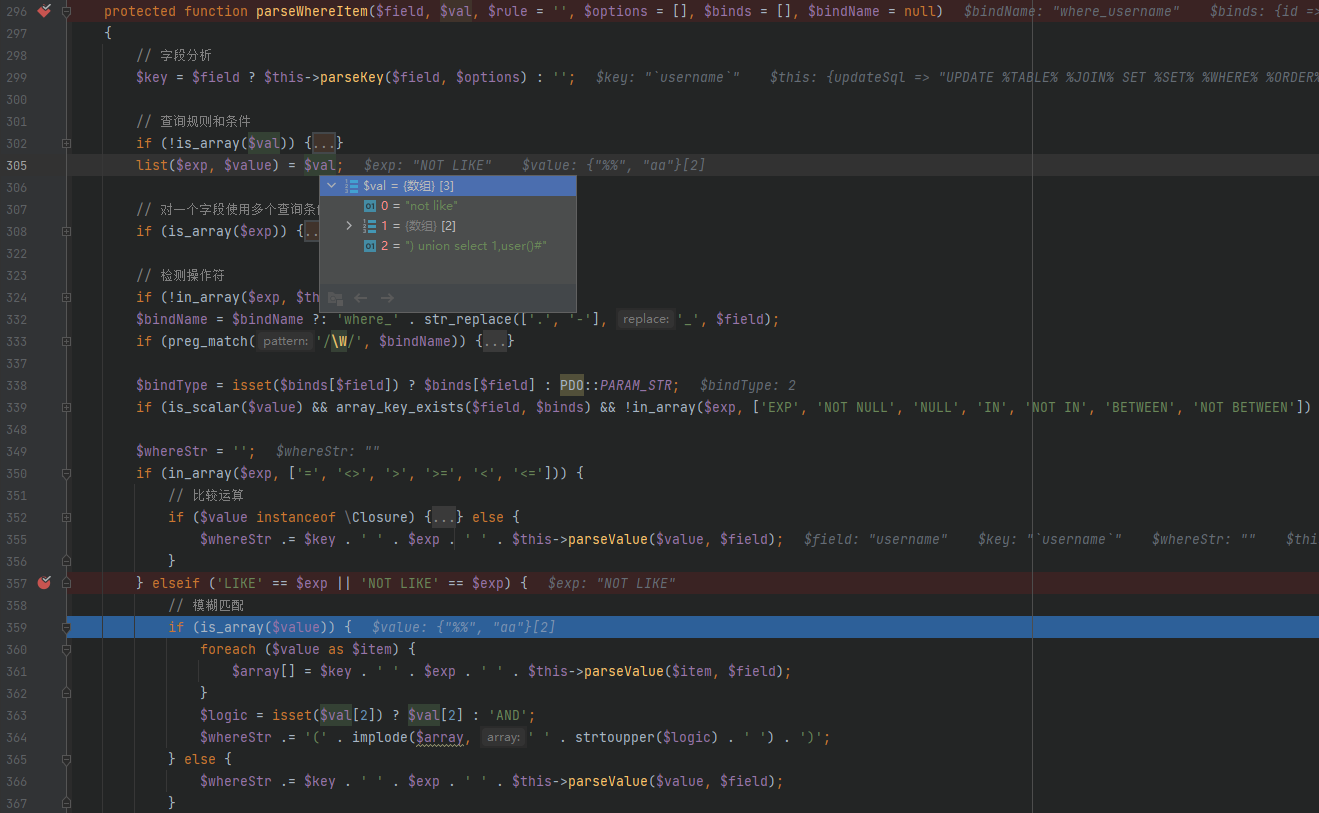 296 protected function parseWhereItem($field, $val, $rule = '', $options = [], $binds = [], $bindName = null) $bindName: "where_username" $binds: {id =>
297 {
298 // 字段分析
299 $key = $field ? $this->parseKey($field, $options) : ''; $key: "`username`" $this: {updateSql => "UPDATE %TABLE% %JOIN% SET %SET% %WHERE% %ORDER%
300
301 // 查询规则和条件
302 if (!is_array($val)) {...}
305 list($exp, $value) = $val; $exp: "NOT LIKE" $value: {"%%", "aa"}[2]
306 $val = {数组} [3]
0 = "not like"
307 // 对一个字段使用多个查询条
1 = {数组} [2]
308 if (is_array($exp)) {..
2 = ") union select 1,user()#"
322
323 // 检测操作符
324 if (!in_array($exp, $th
332 $bindName = $bindName ?: 'where_' . str_replace(['.', '-'], replace: '_', $field);
333 if (preg_match( pattern: '/\W/', $bindName)) {...}
337
338 $bindType = isset($binds[$field]) ? $binds[$field] : PDO::PARAM_STR; $bindType: 2
339 if (is_scalar($value) && array_key_exists($field, $binds) && !in_array($exp, ['EXP', 'NOT NULL', 'NULL', 'IN', 'NOT IN', 'BETWEEN', 'NOT BETWEEN'])
348
349 $whereStr = ''; $whereStr: ""
350 if (in_array($exp, ['=', '<>', '>', '>=', '<', '<='])) {
351 // 比较运算
352 if ($value instanceof \Closure) {...} else {
355 $whereStr .= $key . ' ' . $exp . ' ' . $this->parseValue($value, $field); $field: "username" $key: "`username`" $whereStr: "" $thi
356 }
357 } elseif ('LIKE' == $exp || 'NOT LIKE' == $exp) { $exp: "NOT LIKE"
358 // 模糊匹配
359 if (is_array($value)) { $value: {"%%", "aa"}[2]
360 foreach ($value as $item) {
361 $array[] = $key . ' ' . $exp . ' ' . $this->parseValue($item, $field);
362 }
363 $logic = isset($val[2]) ? $val[2] : 'AND';
364 $whereStr .= '(' . implode($array, array: ' ' . strtoupper($logic) . ' ') . ')';
365 } else {
366 $whereStr .= $key . ' ' . $exp . ' ' . $this->parseValue($value, $field);
367 }